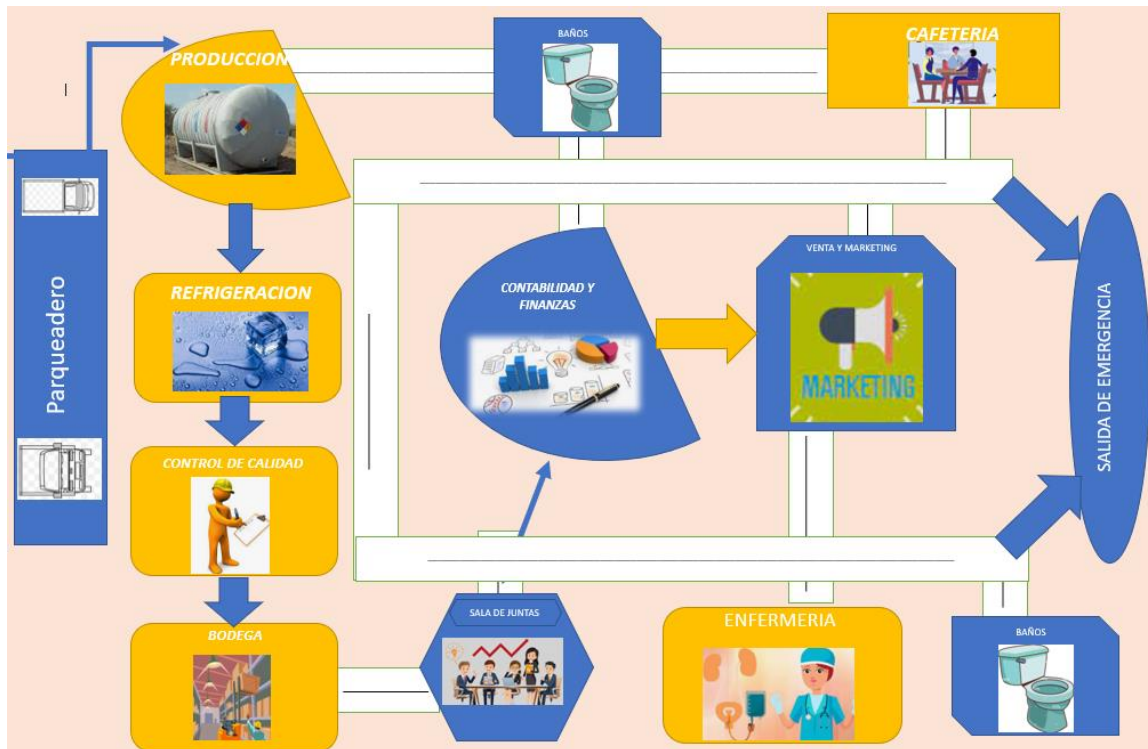 PRODUCCION
BAÑOS
CAFETERIA
Parqueadero
REFRIGERACION
CONTABILIDAD Y
FINANZAS
VENTA Y MARKETING
MARKETING
SALIDA DE EMERGENCIA
CONTROL DE CALIDAD
BODEGA
SALA DE JUNTAS
ENFERMERIA
BAÑOS